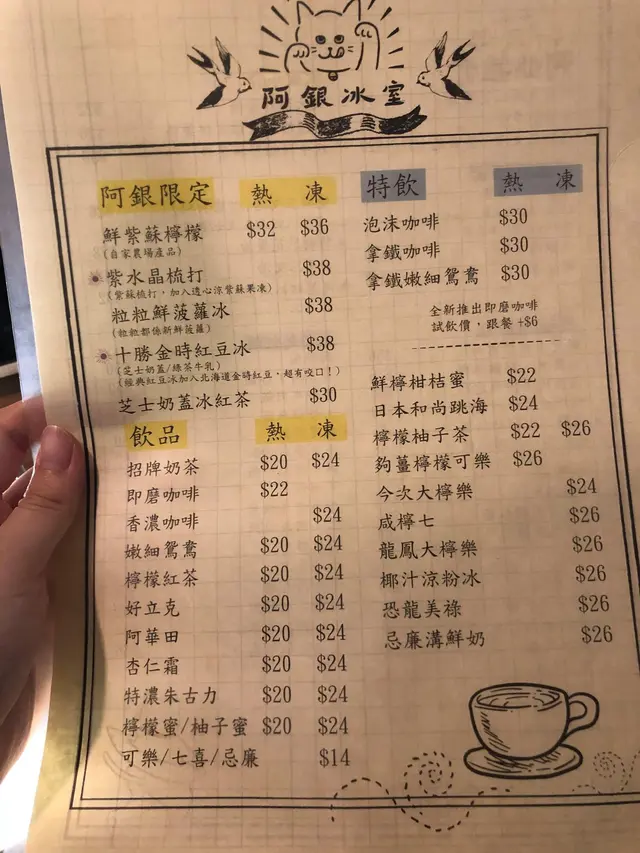 阿銀冰室
阿銀限定 熱 凍
鮮紫蘇檸檬 $32 $36
(自家農場產品)
紫水晶梳打 $38
(紫蘇梳打，加入透心涼紫蘇果凍)
粒粒鮮菠蘿冰 $38
(粒粒都係新鮮菠蘿)
十勝金時紅豆冰 $38
(芝士奶蓋/綠茶牛乳)
(經典紅豆冰加入北海道金時紅豆，超有咬口！)
芝士奶蓋冰紅茶 $30
飲品 熱 凍
招牌奶茶 $20 $24
即磨咖啡 $22
香濃咖啡 $24
嫩細鴛鴦 $20 $24
檸檬紅茶 $20 $24
好立克 $20 $24
阿華田 $20 $24
杏仁霜 $20 $24
特濃朱古力 $20 $24
檸檬蜜/柚子蜜 $20 $24
可樂/七喜/忌廉 $14
特飲 熱 凍
泡沫咖啡 $30
拿鐵咖啡 $30
拿鐵嫩細鴛鴦 $30
全新推出即磨咖啡
試飲價，跟餐 +$6
鮮檸柑桔蜜 $22
日本和尚跳海 $24
檸檬柚子茶 $22 $26
夠薑檸檬可樂 $26
今次大檸樂 $24
咸檸七 $26
龍鳳大檸樂 $26
椰汁涼粉冰 $26
恐龍美祿 $26
忌廉溝鮮奶 $26